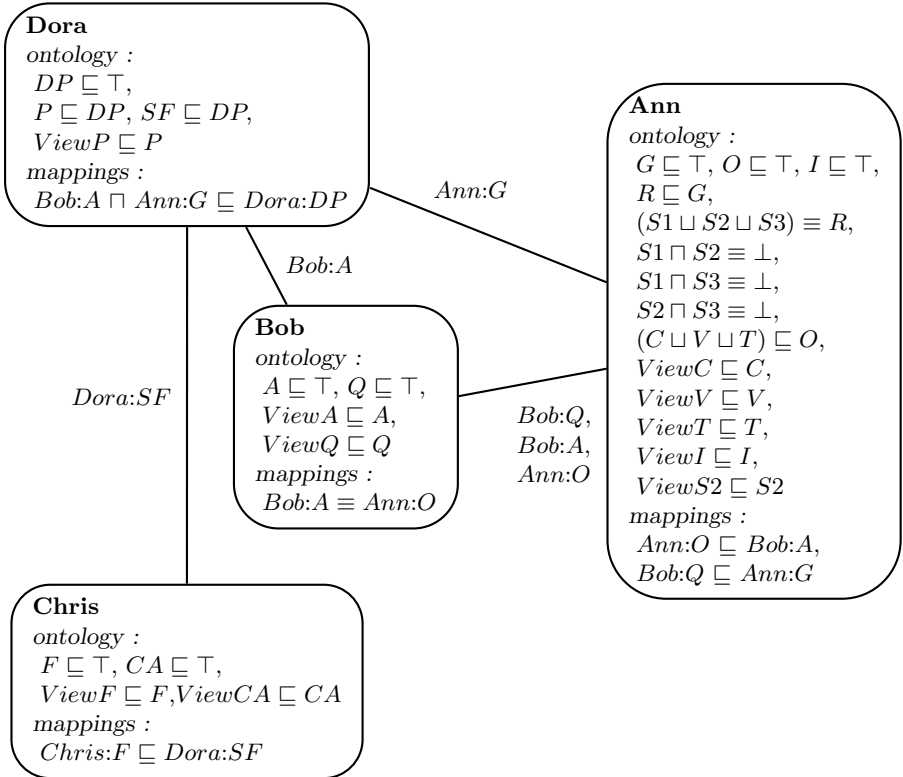 Dora
ontology :
DP ⊑ ⊤,
P ⊑ DP, SF ⊑ DP,
ViewP ⊑ P
mappings :
Bob:A ⊓ Ann:G ⊑ Dora:DP
Ann:G
Bob:A
Dora:SF
Bob
ontology :
A ⊑ ⊤, Q ⊑ ⊤,
ViewA ⊑ A,
ViewQ ⊑ Q
mappings :
Bob:A ≡ Ann:O
Bob:Q,
Bob:A,
Ann:O
Ann
ontology :
G ⊑ ⊤, O ⊑ ⊤, I ⊑ ⊤,
R ⊑ G,
(S1 ⊔ S2 ⊔ S3) ≡ R,
S1 ⊓ S2 ≡ ⊥,
S1 ⊓ S3 ≡ ⊥,
S2 ⊓ S3 ≡ ⊥,
(C ⊔ V ⊔ T) ⊑ O,
ViewC ⊑ C,
ViewV ⊑ V,
ViewT ⊑ T,
ViewI ⊑ I,
ViewS2 ⊑ S2
mappings :
Ann:O ⊑ Bob:A,
Bob:Q ⊑ Ann:G
Chris
ontology :
F ⊑ ⊤, CA ⊑ ⊤,
ViewF ⊑ F,ViewCA ⊑ CA
mappings :
Chris:F ⊑ Dora:SF